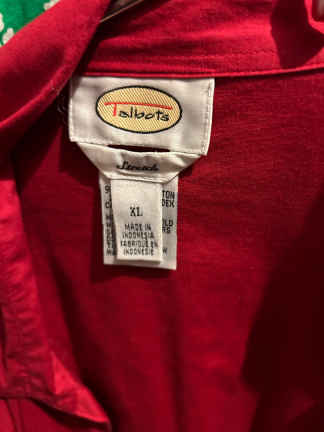 Talbots
Stretch
XL
MADE IN
INDONESIA
FABRIQUÉ EN
INDONESIE